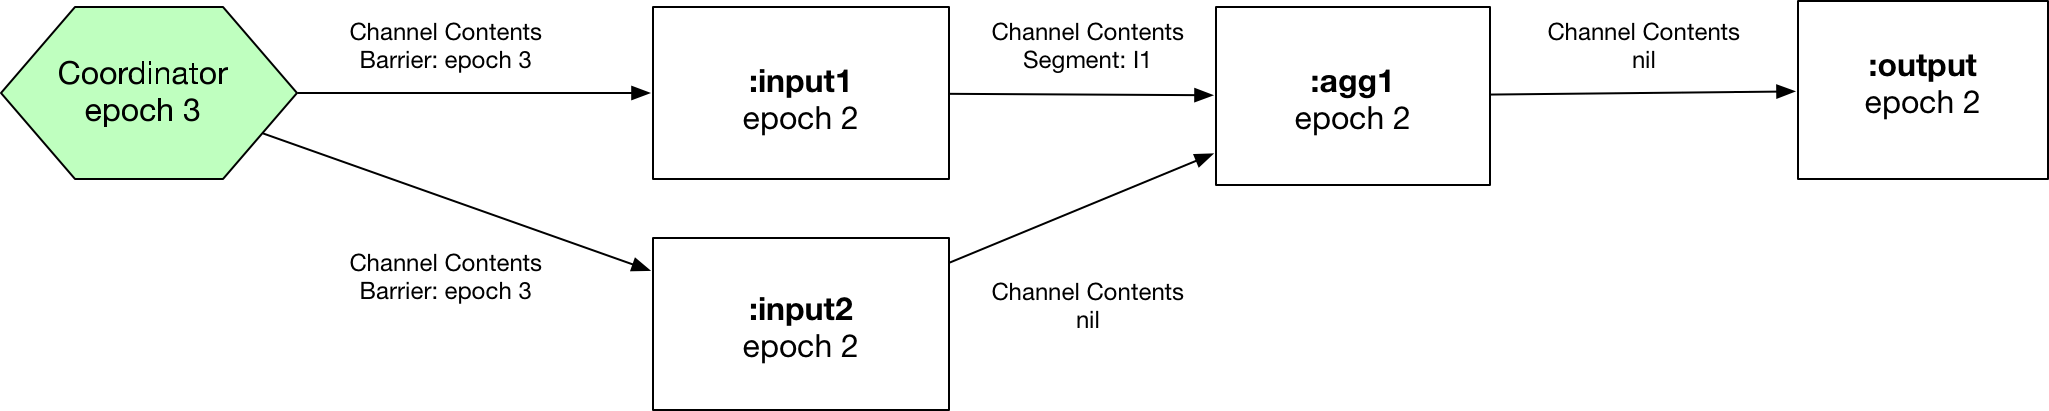 Coordinator
epoch 3
Channel Contents
Barrier: epoch 3
:input1
epoch 2
Channel Contents
Segment: I1
:agg1
epoch 2
Channel Contents
nil
:output
epoch 2
Channel Contents
Barrier: epoch 3
:input2
epoch 2
Channel Contents
nil